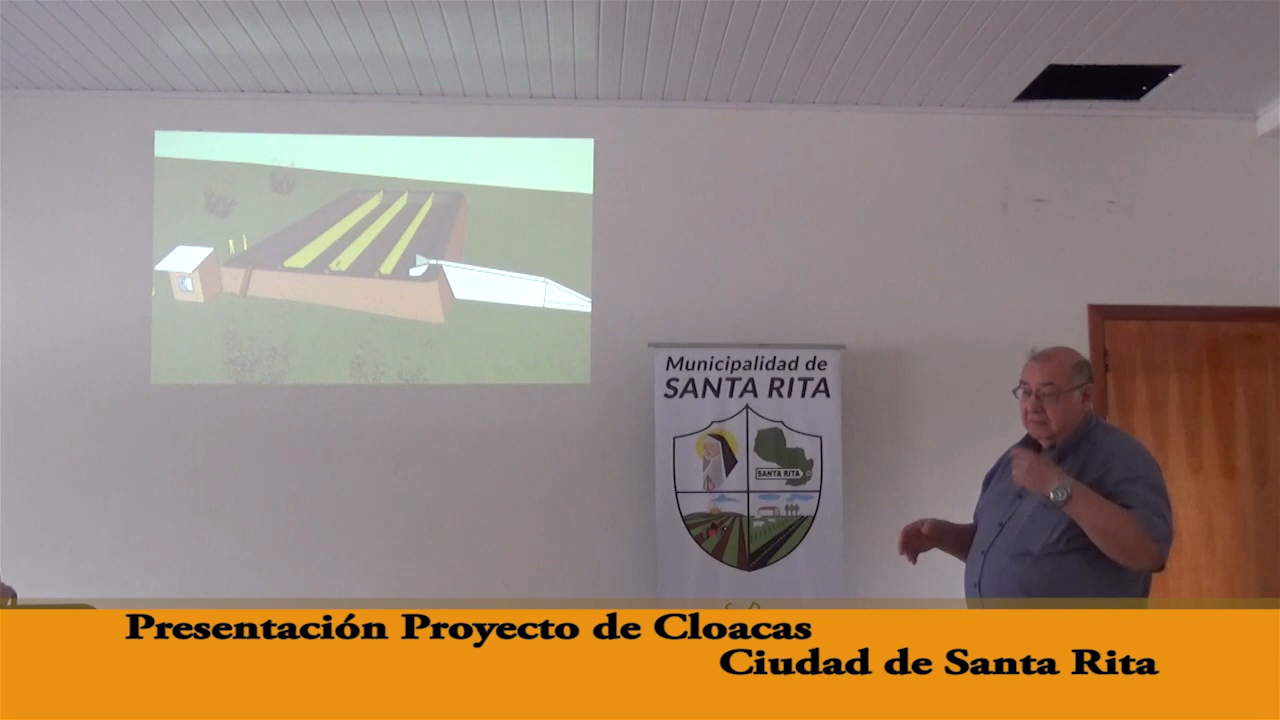 Municipalidad de
SANTA RITA
SANTA RITA
Presentación Proyecto de Cloacas
Ciudad de Santa Rita